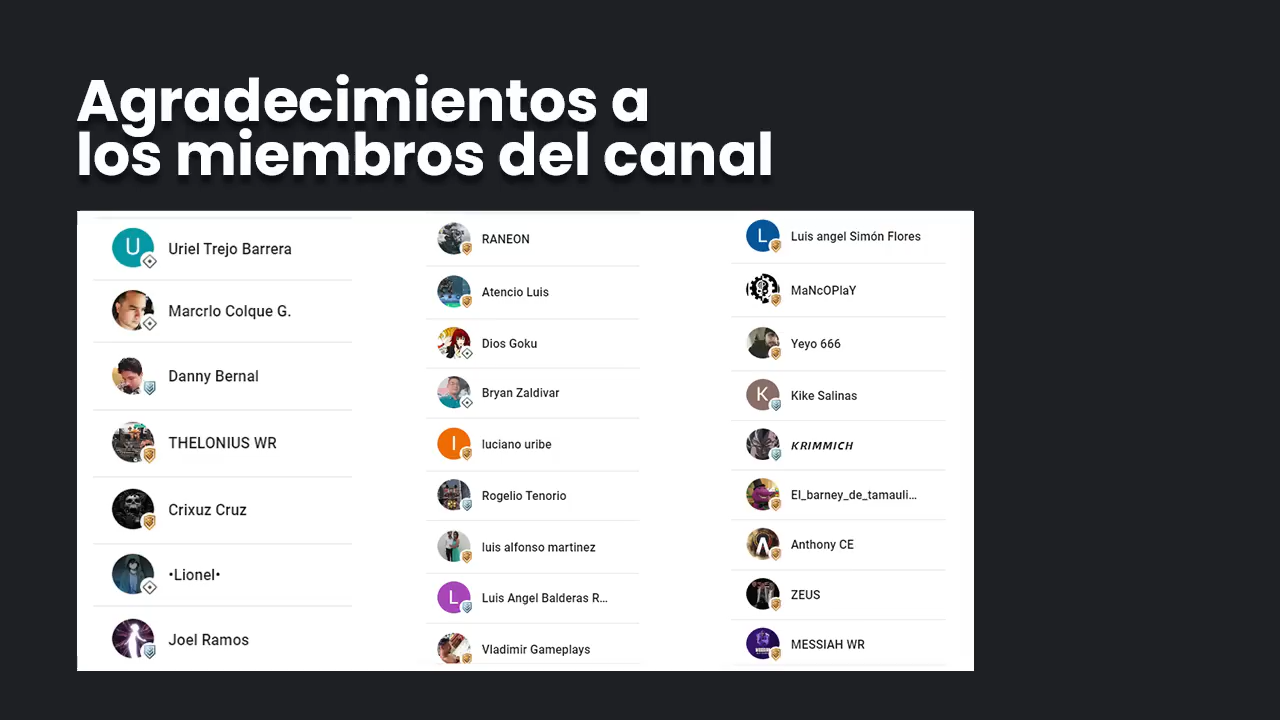 Agradecimientos a
los miembros del canal
U
Uriel Trejo Barrera
Marcrlo Colque G.
Danny Bernal
THELONIUS WR
Crixuz Cruz
•Lionel•
Joel Ramos
RANEON
Atencio Luis
Dios Goku
Bryan Zaldivar
l
luciano uribe
Rogelio Tenorio
luis alfonso martinez
L
Luis Angel Balderas R...
Vladimir Gameplays
L
Luis angel Simón Flores
MaNcOPlaY
Yeyo 666
K
Kike Salinas
KRIMMICH
El_barney_de_tamauli...
Anthony CE
ZEUS
MESSIAH WR